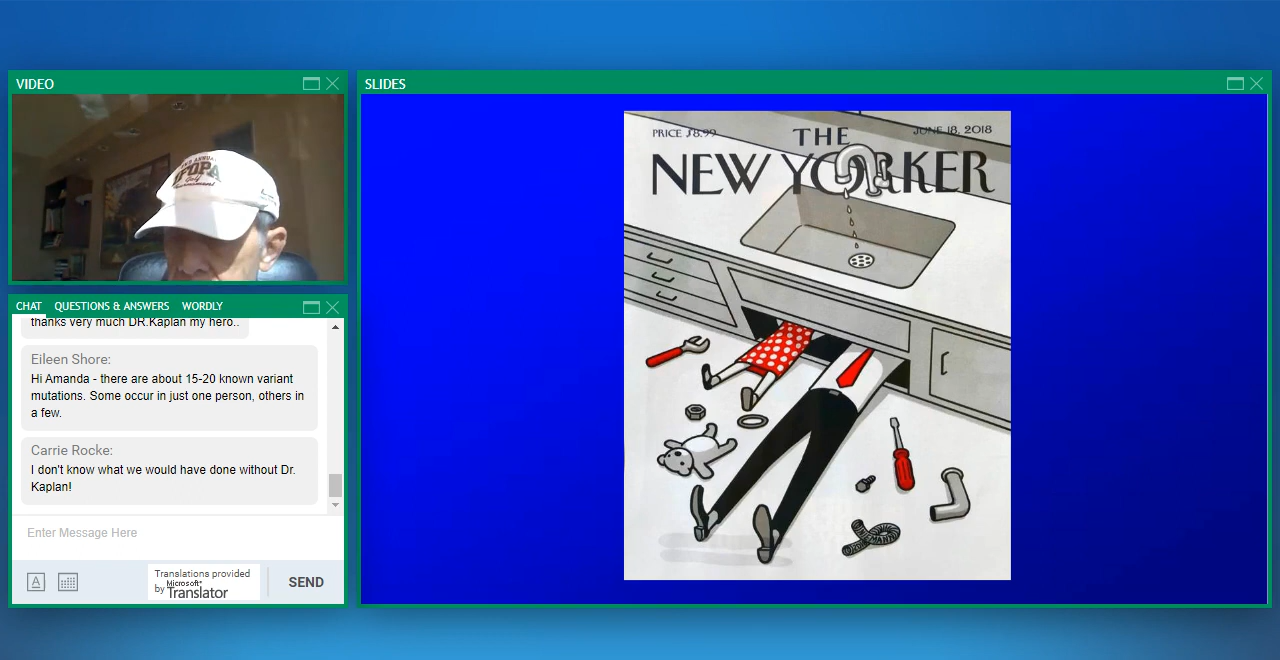 VIDEO
IFOPA
Golf
SLIDES
PRICE $8.99
THE
JUNE 18, 2018
NEW YORKER
CHAT QUESTIONS & ANSWERS WORDLY
thanks very much DR.Kaplan my hero..
Eileen Shore:
Hi Amanda - there are about 15-20 known variant
mutations. Some occur in just one person, others in
a few.
Carrie Rocke:
I don't know what we would have done without Dr.
Kaplan!
Enter Message Here
A
Translations provided
by Microsoft®
Translator
SEND